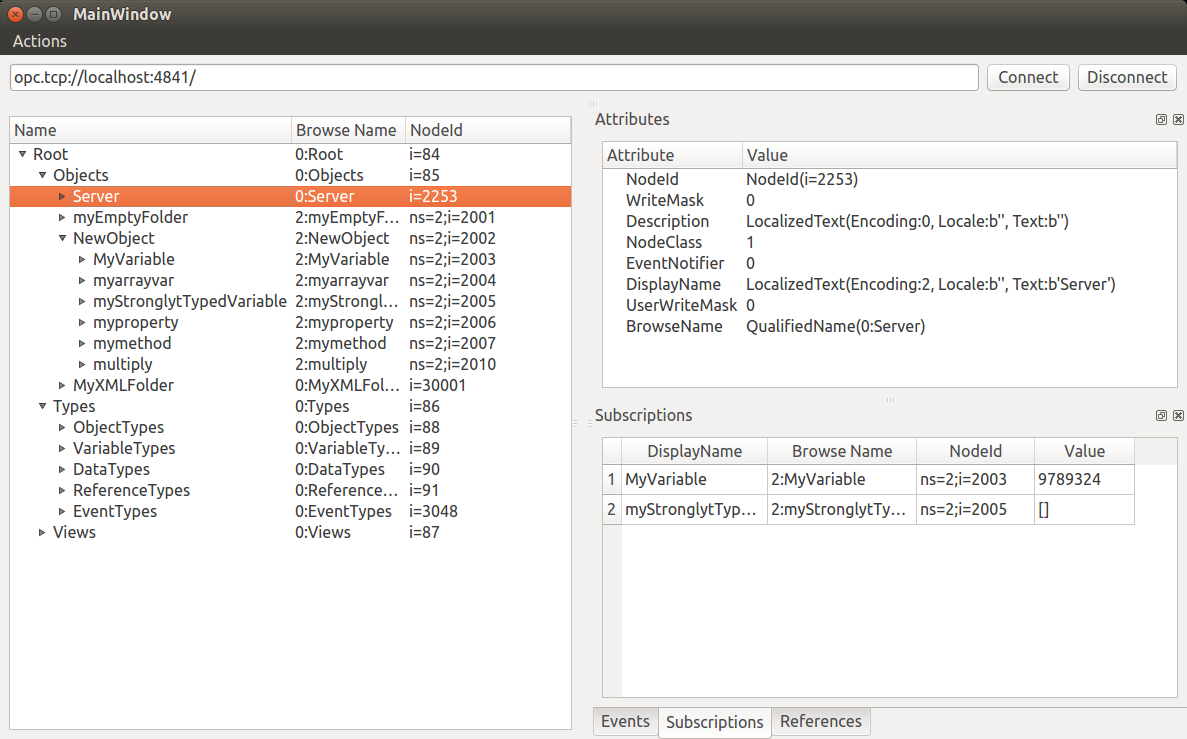 MainWindow
Actions
opc.tcp://localhost:4841/ Connect Disconnect
Name Browse Name NodeId
Root 0:Root i=84
Objects 0:Objects i=85
Server 0:Server i=2253
myEmptyFolder 2:myEmptyF... ns=2;i=2001
NewObject 2:NewObject ns=2;i=2002
MyVariable 2:MyVariable ns=2;i=2003
myarrayvar 2:myarrayvar ns=2;i=2004
myStronglytTypedVariable 2:myStrongl... ns=2;i=2005
myproperty 2:myproperty ns=2;i=2006
mymethod 2:mymethod ns=2;i=2007
multiply 2:multiply ns=2;i=2010
MyXMLFolder 0:MyXMLFol... i=30001
Types 0:Types i=86
ObjectTypes 0:ObjectTypes i=88
VariableTypes 0:VariableTy... i=89
DataTypes 0:DataTypes i=90
ReferenceTypes 0:Reference... i=91
EventTypes 0:EventTypes i=3048
Views 0:Views i=87
Attributes
Attribute Value
NodeId NodeId(i=2253)
WriteMask 0
Description LocalizedText(Encoding:0, Locale:b'', Text:b'')
NodeClass 1
EventNotifier 0
DisplayName LocalizedText(Encoding:2, Locale:b'', Text:b'Server')
UserWriteMask 0
BrowseName QualifiedName(0:Server)
Subscriptions
DisplayName Browse Name NodeId Value
1 MyVariable 2:MyVariable ns=2;i=2003 9789324
2 myStronglytTyp... 2:myStronglytTy... ns=2;i=2005 []
Events Subscriptions References